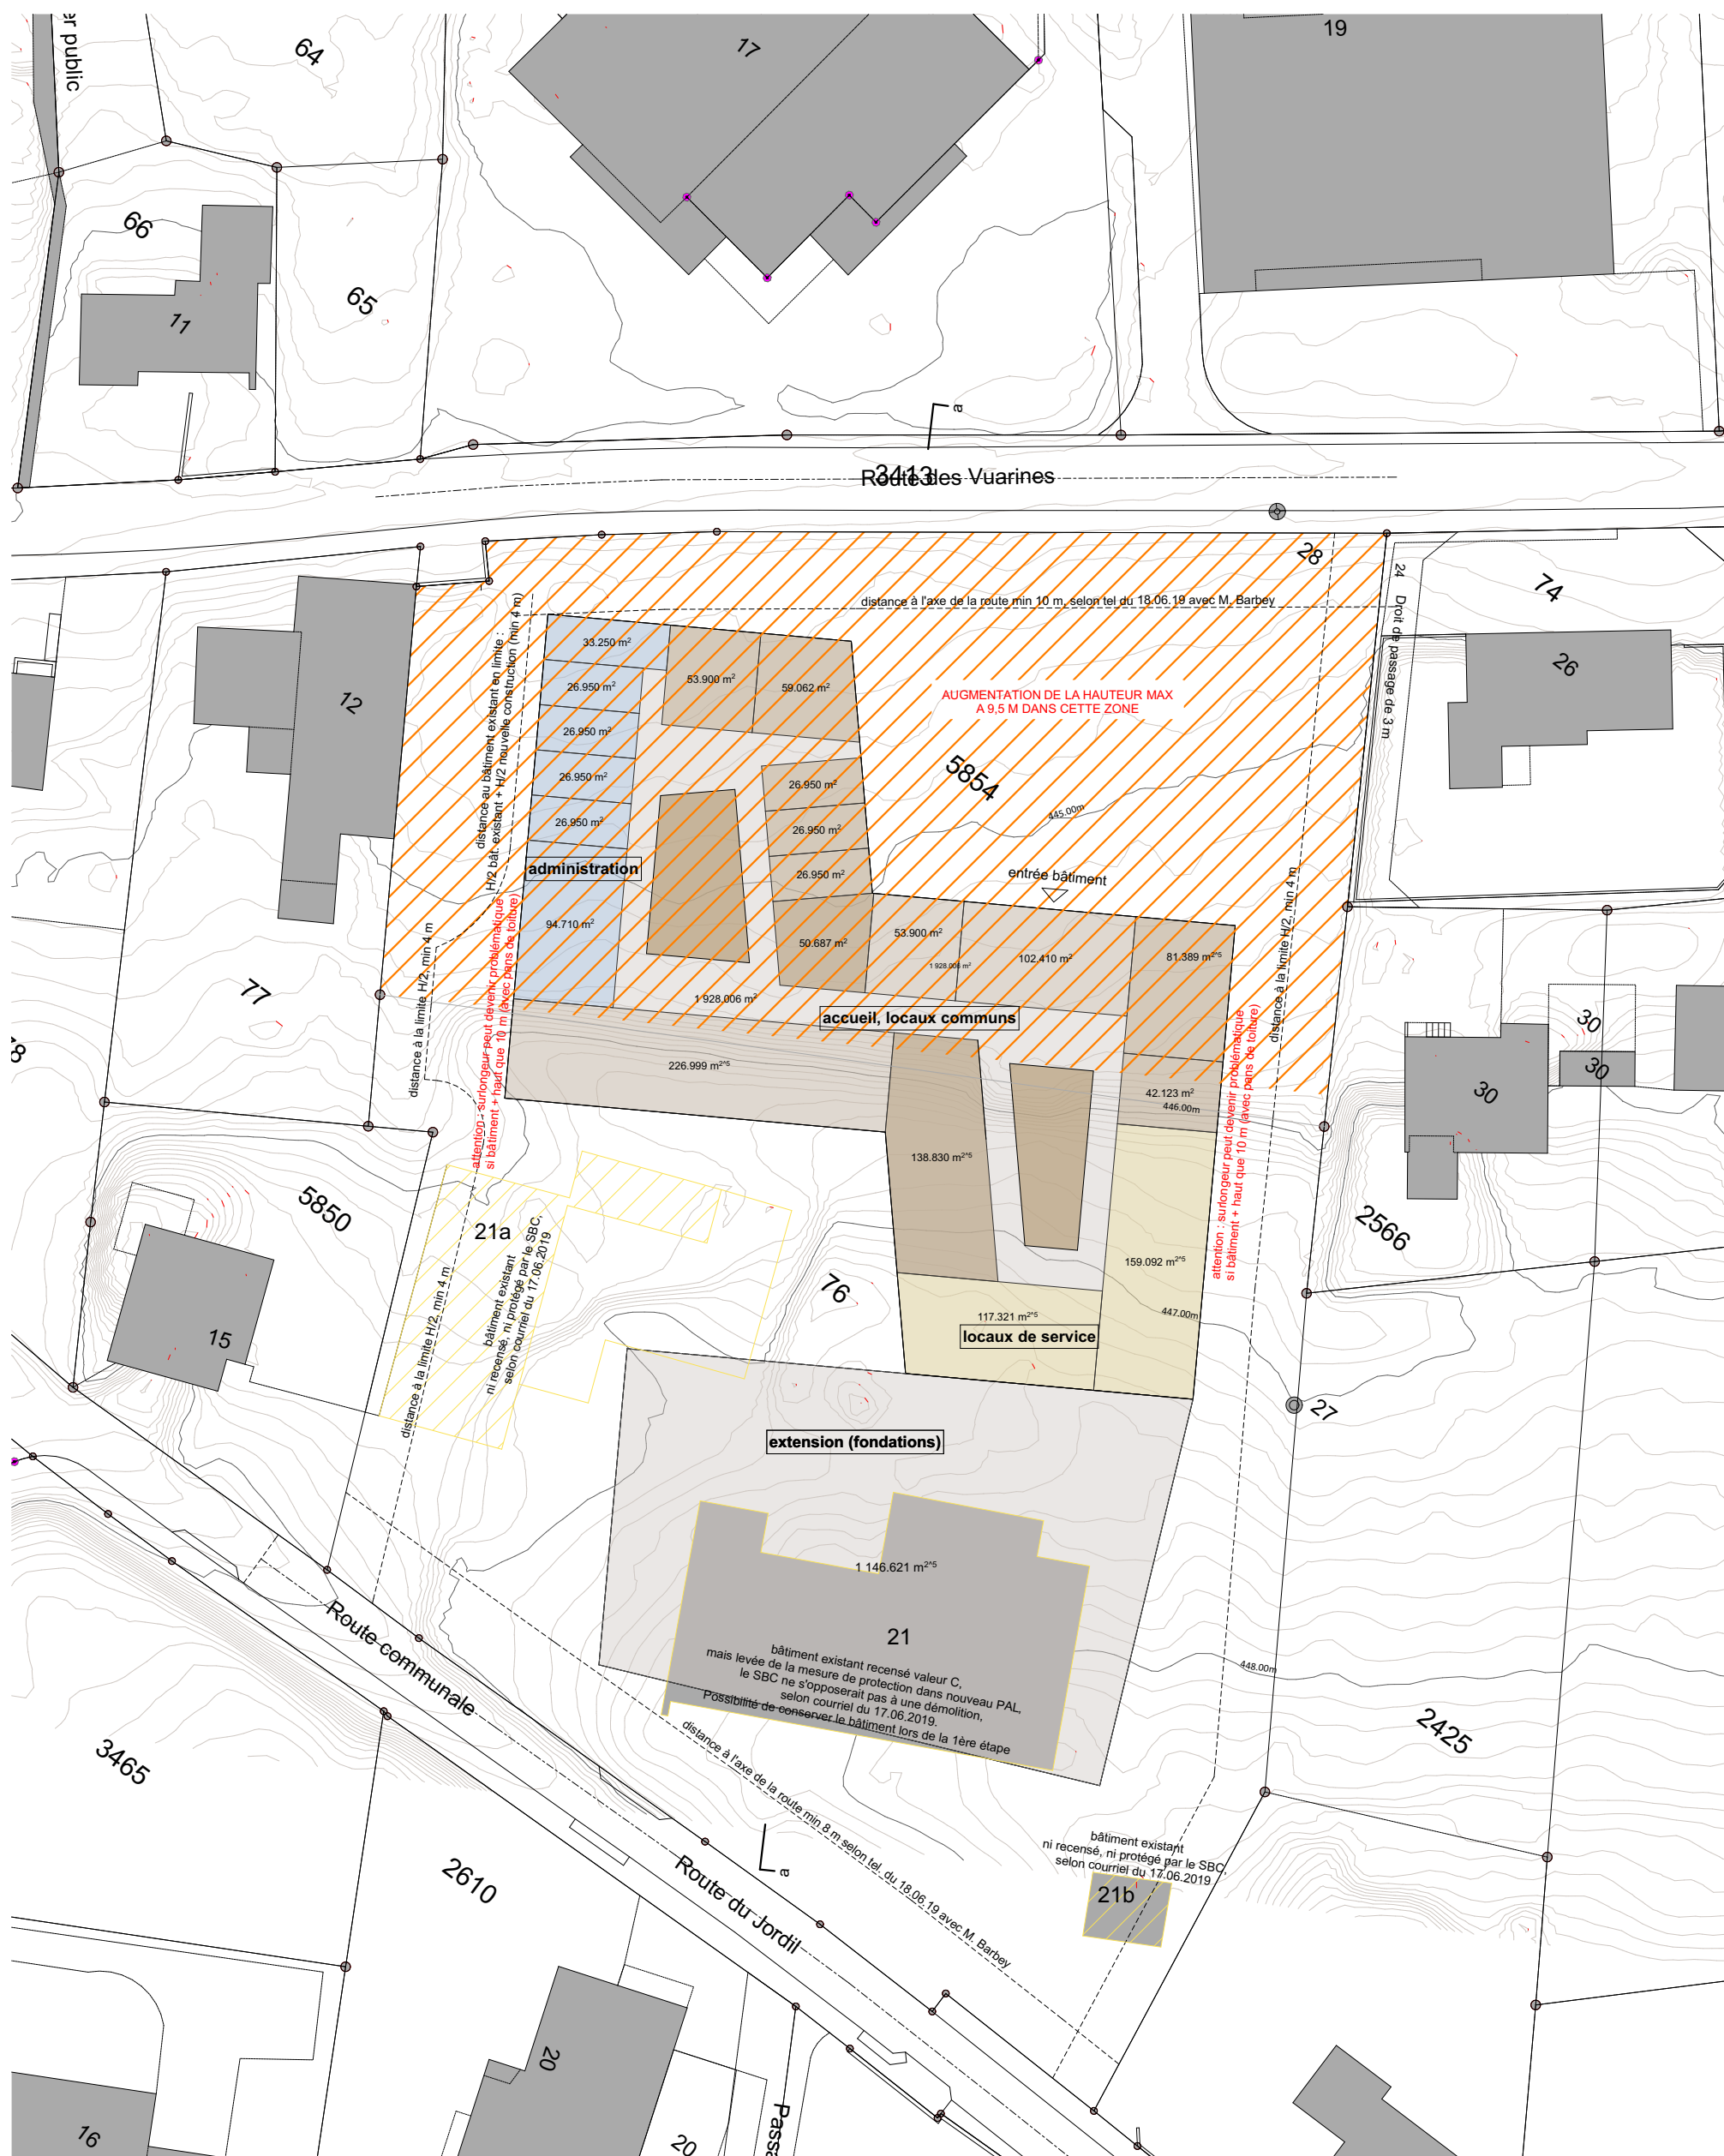 ar public
64
17
19
66
65
11
a
3413
Route des Vuarines
28
24 Droit de passage de 3 m
74
26
12
distance à l'axe de la route min 10 m, selon tel du 18.06.19 avec M. Barbey
distance au bâtiment existant en limite :
H/2 bât. existant + H/2 nouvelle construction (min 4 m)
33.250 m²
53.900 m²
59.062 m²
26.950 m²
26.950 m²
26.950 m²
26.950 m²
AUGMENTATION DE LA HAUTEUR MAX
A 9,5 M DANS CETTE ZONE
5854
445.00m
26.950 m²
26.950 m²
26.950 m²
administration
entrée bâtiment
94.710 m²
50.687 m²
53.900 m²
1 928.006 m²
102.410 m²
81.389 m²^5
1 928.006 m²
accueil, locaux communs
distance à la limite H/2, min 4 m
distance à la limite H/2, min 4 m
attention : surlongeur peut devenir problématique
si bâtiment + haut que 10 m (avec pans de toiture)
attention : surlongeur peut devenir problématique
si bâtiment + haut que 10 m (avec pans de toiture)
77
30
30
30
226.999 m²^5
42.123 m²
446.00m
138.830 m²^5
5850
21a
bâtiment existant
ni recensé, ni protégé par le SBC,
selon courriel du 17.06.2019
2566
76
159.092 m²^5
447.00m
117.321 m²^5
locaux de service
15
distance à la limite H/2, min 4 m
27
extension (fondations)
1 146.621 m²^5
21
bâtiment existant recensé valeur C,
mais levée de la mesure de protection dans nouveau PAL,
le SBC ne s'opposerait pas à une démolition,
selon courriel du 17.06.2019.
Possibilité de conserver le bâtiment lors de la 1ère étape
448.00m
2425
Route communale
3465
distance à l'axe de la route min 8 m selon tel. du 18.06.19 avec M. Barbey
a
bâtiment existant
ni recensé, ni protégé par le SBC,
selon courriel du 17.06.2019
21b
2610
Route du Jordil
20
20
16
Passa